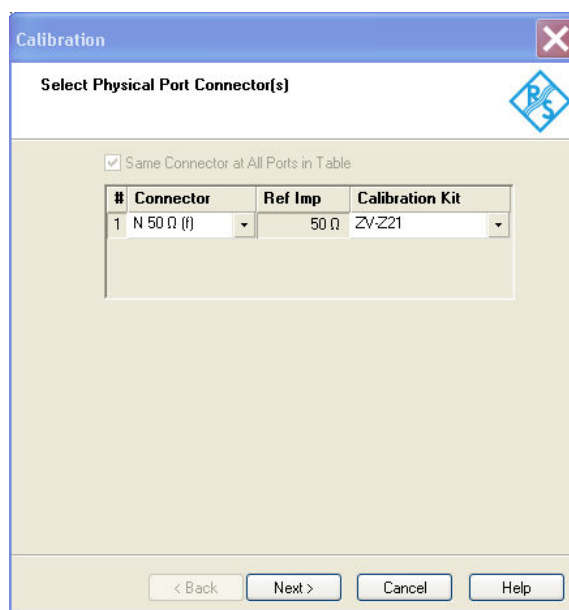 Calibration
Select Physical Port Connector(s)
R S
Same Connector at All Ports in Table
# Connector Ref Imp Calibration Kit
1 N 50 Ω (f) 50 Ω ZV-Z21
< Back Next > Cancel Help